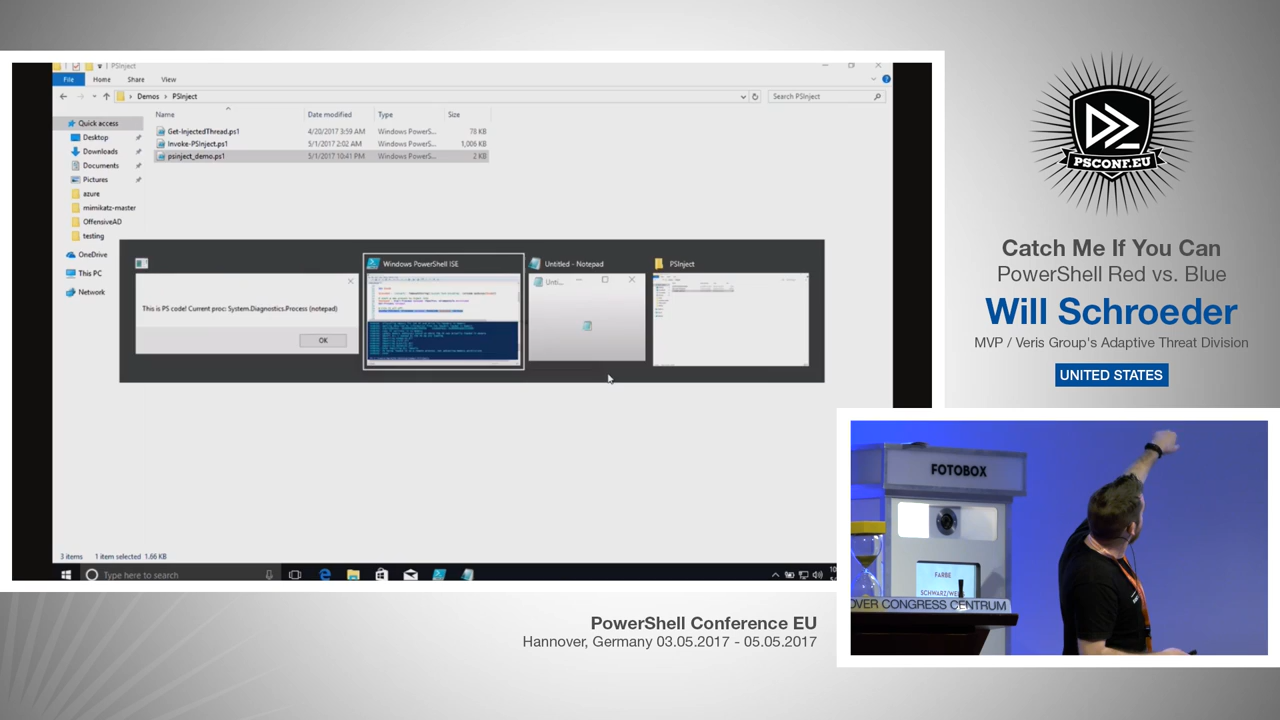 PSInject
File Home Share View
Demos > PSInject
Search PSInject
Name Date modified Type Size
Quick access
Desktop
Downloads
Documents
Pictures
azure
mimikatz-master
OffensiveAD
testing
OneDrive
This PC
Network
Get-InjectedThread.ps1 4/20/2017 3:59 AM Windows PowerS... 78 KB
Invoke-PSInject.ps1 5/1/2017 2:02 AM Windows PowerS... 1,006 KB
psinject_demo.ps1 5/1/2017 10:41 PM Windows PowerS... 2 KB
This is PS code! Current proc: System.Diagnostics.Process (notepad)
OK
Windows PowerShell ISE
Untitled - Notepad
Unti...
PSInject
3 items 1 item selected 1.66 KB
Type here to search
PSCONF.EU
Catch Me If You Can
PowerShell Red vs. Blue
Will Schroeder
MVP / Veris Group's Adaptive Threat Division
UNITED STATES
FOTOBOX
FARBE
SCHWARZ/WEI
OVER CONGRESS CENTRUM
PowerShell Conference EU
Hannover, Germany 03.05.2017 - 05.05.2017